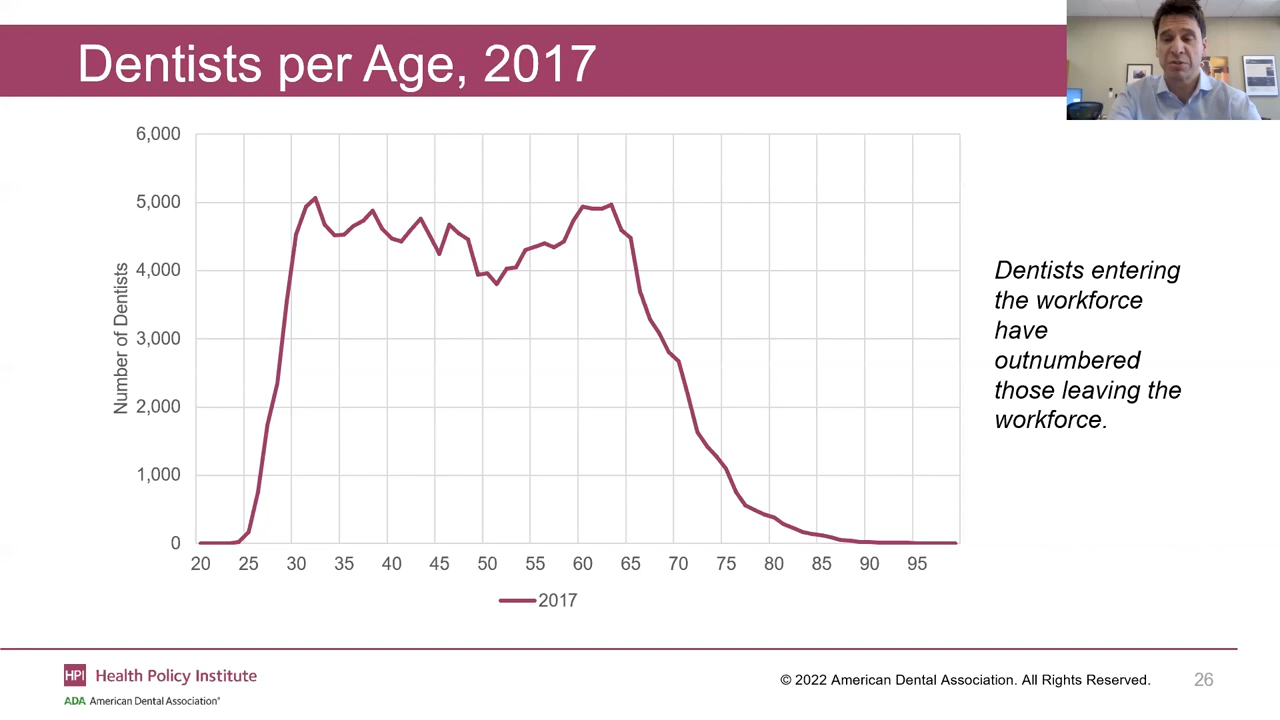 Dentists per Age, 2017
6,000
5,000
4,000
3,000
2,000
1,000
0
Number of Dentists
20 25 30 35 40 45 50 55 60 65 70 75 80 85 90 95
2017
Dentists entering
the workforce
have
outnumbered
those leaving the
workforce.
HPI Health Policy Institute
ADA American Dental Association®
© 2022 American Dental Association. All Rights Reserved.
26